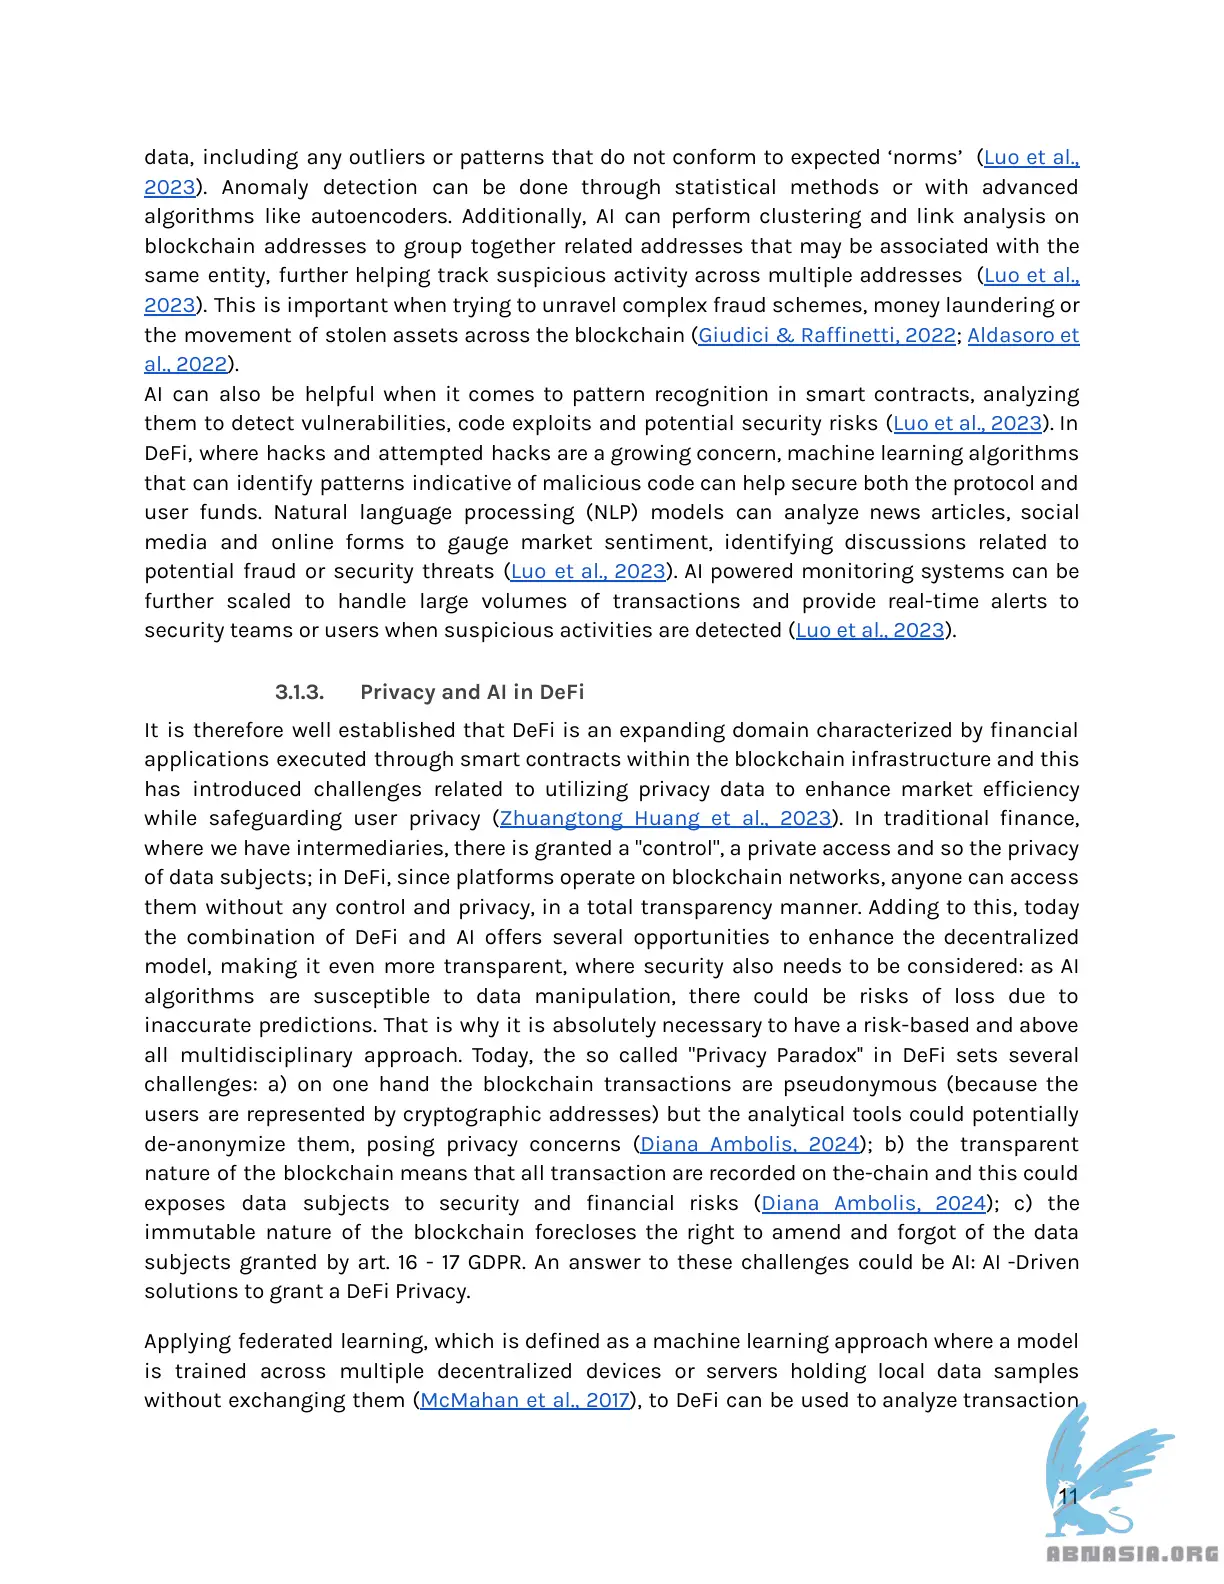 data, including any outliers or patterns that do not conform to expected ‘norms’ (Luo et al.,
2023). Anomaly detection can be done through statistical methods or with advanced
algorithms like autoencoders. Additionally, AI can perform clustering and link analysis on
blockchain addresses to group together related addresses that may be associated with the
same entity, further helping track suspicious activity across multiple addresses (Luo et al.,
2023). This is important when trying to unravel complex fraud schemes, money laundering or
the movement of stolen assets across the blockchain (Giudici & Raffinetti, 2022; Aldasoro et
al., 2022).
AI can also be helpful when it comes to pattern recognition in smart contracts, analyzing
them to detect vulnerabilities, code exploits and potential security risks (Luo et al., 2023). In
DeFi, where hacks and attempted hacks are a growing concern, machine learning algorithms
that can identify patterns indicative of malicious code can help secure both the protocol and
user funds. Natural language processing (NLP) models can analyze news articles, social
media and online forms to gauge market sentiment, identifying discussions related to
potential fraud or security threats (Luo et al., 2023). AI powered monitoring systems can be
further scaled to handle large volumes of transactions and provide real-time alerts to
security teams or users when suspicious activities are detected (Luo et al., 2023).
3.1.3. Privacy and AI in DeFi
It is therefore well established that DeFi is an expanding domain characterized by financial
applications executed through smart contracts within the blockchain infrastructure and this
has introduced challenges related to utilizing privacy data to enhance market efficiency
while safeguarding user privacy (Zhuangtong Huang et al., 2023). In traditional finance,
where we have intermediaries, there is granted a "control", a private access and so the privacy
of data subjects; in DeFi, since platforms operate on blockchain networks, anyone can access
them without any control and privacy, in a total transparency manner. Adding to this, today
the combination of DeFi and AI offers several opportunities to enhance the decentralized
model, making it even more transparent, where security also needs to be considered: as AI
algorithms are susceptible to data manipulation, there could be risks of loss due to
inaccurate predictions. That is why it is absolutely necessary to have a risk-based and above
all multidisciplinary approach. Today, the so called "Privacy Paradox" in DeFi sets several
challenges: a) on one hand the blockchain transactions are pseudonymous (because the
users are represented by cryptographic addresses) but the analytical tools could potentially
de-anonymize them, posing privacy concerns (Diana Ambolis, 2024); b) the transparent
nature of the blockchain means that all transaction are recorded on the-chain and this could
exposes data subjects to security and financial risks (Diana Ambolis, 2024); c) the
immutable nature of the blockchain forecloses the right to amend and forgot of the data
subjects granted by art. 16 - 17 GDPR. An answer to these challenges could be AI: AI -Driven
solutions to grant a DeFi Privacy.
Applying federated learning, which is defined as a machine learning approach where a model
is trained across multiple decentralized devices or servers holding local data samples
without exchanging them (McMahan et al., 2017), to DeFi can be used to analyze transaction
11
ABNASIA.ORG